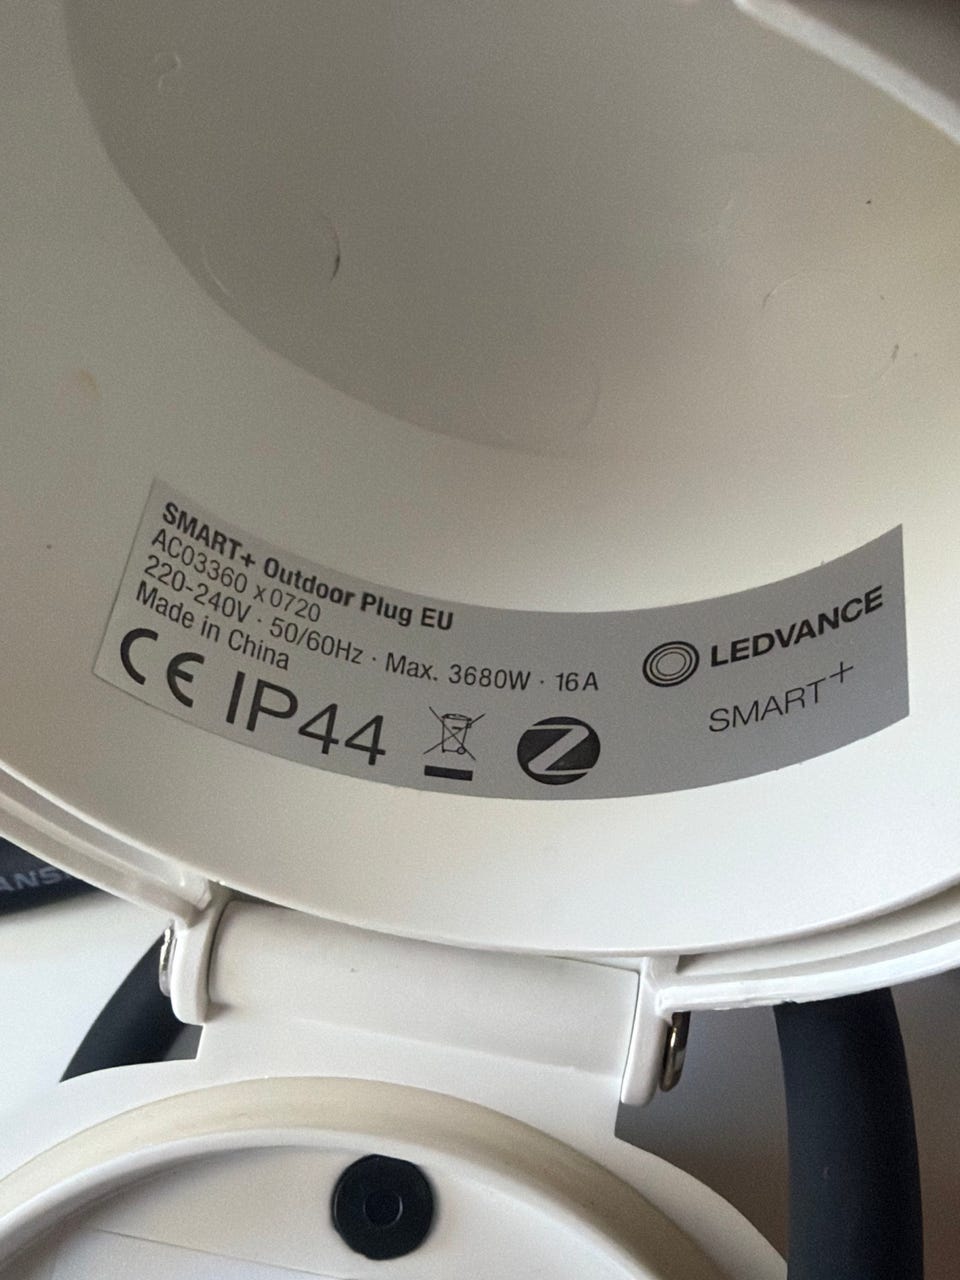 SMART+ Outdoor Plug EU
AC03360 x0720
220-240V · 50/60Hz · Max. 3680W · 16A
Made in China
CE IP44
LEDVANCE
SMART+